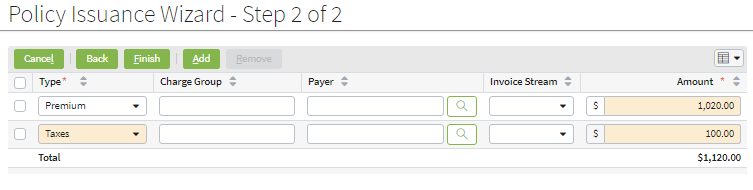 Policy Issuance Wizard - Step 2 of 2
Cancel Back Finish Add Remove
Type * Charge Group Payer Invoice Stream Amount *
Premium $ 1,020.00
Taxes $ 100.00
Total $1,120.00